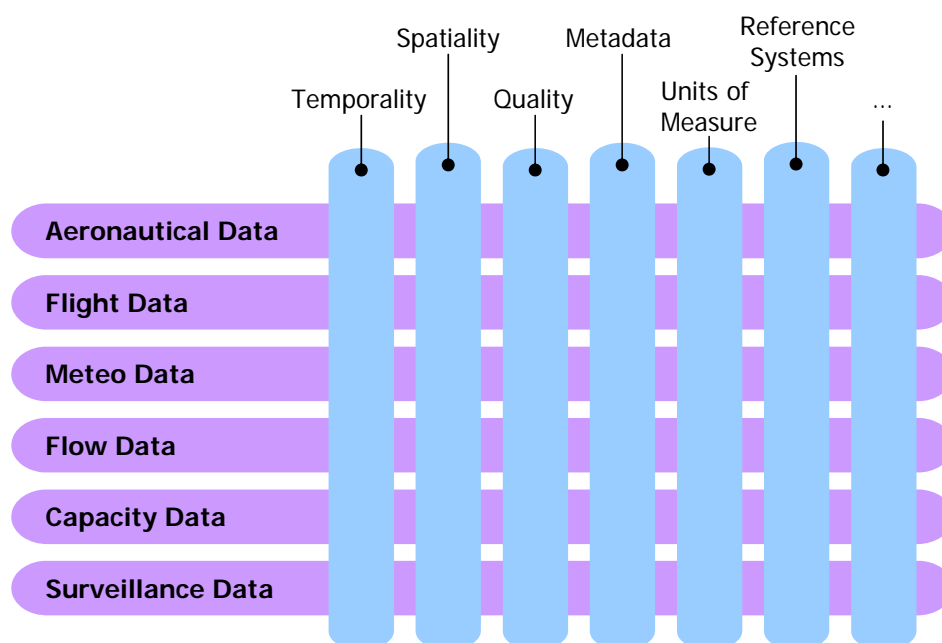 Reference
Systems
Spatiality
Metadata
Temporality
Quality
Units of
Measure
...
Aeronautical Data
Flight Data
Meteo Data
Flow Data
Capacity Data
Surveillance Data